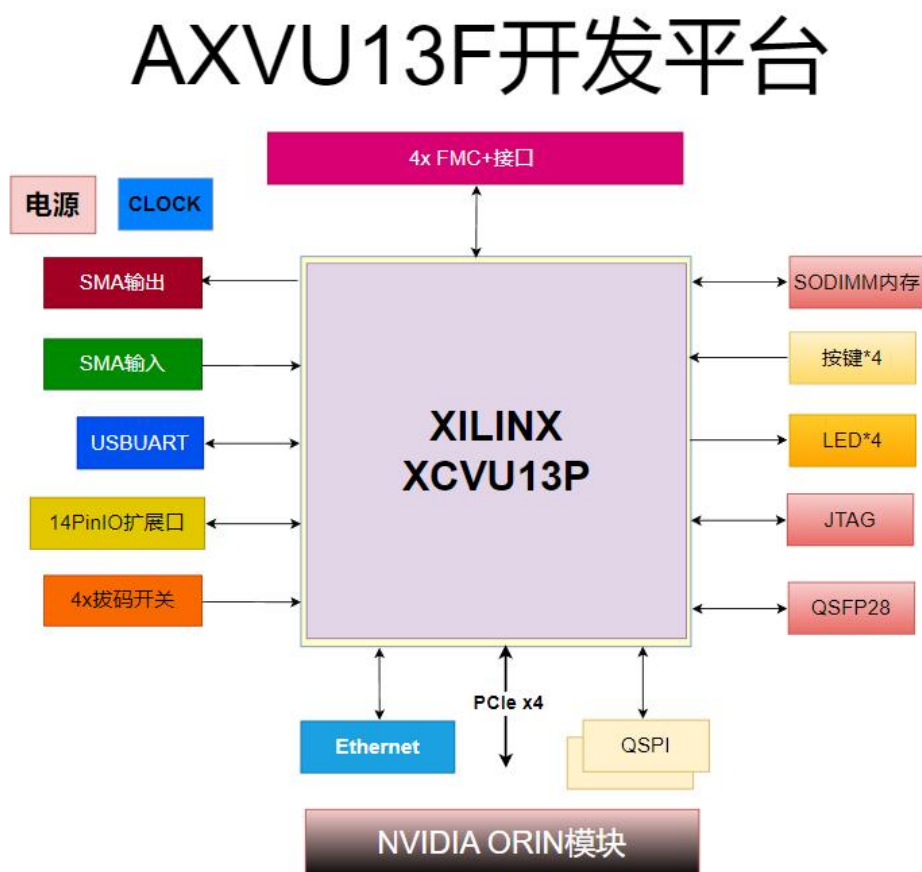 AXVU13F开发平台
4x FMC+接口
电源
CLOCK
SMA输出
SODIMM内存
SMA输入
按键*4
XILINX
XCVU13P
USBUART
LED*4
14PinIO扩展口
JTAG
4x拔码开关
QSFP28
PCIe x4
Ethernet
QSPI
NVIDIA ORIN模块